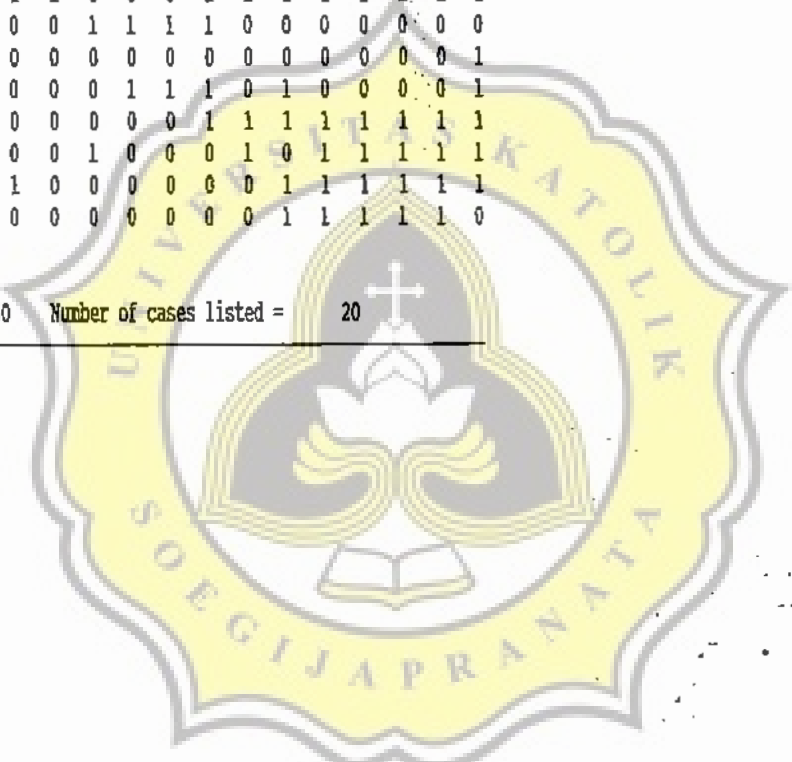 0 0 1 1 1 1 0 0 0 0 0 0 0
0 0 0 0 0 0 0 0 0 0 0 0 1
0 0 0 1 1 1 0 1 0 0 0 0 1
0 0 0 0 0 1 1 1 1 1 1 1 1
0 0 1 0 0 0 1 0 1 1 1 1 1
1 0 0 0 0 0 0 1 1 1 1 1 1
0 0 0 0 0 0 0 1 1 1 1 1 0
0 Number of cases listed = 20
UNIVERSITAS KATOLIK
SOEGIJAPRANATA